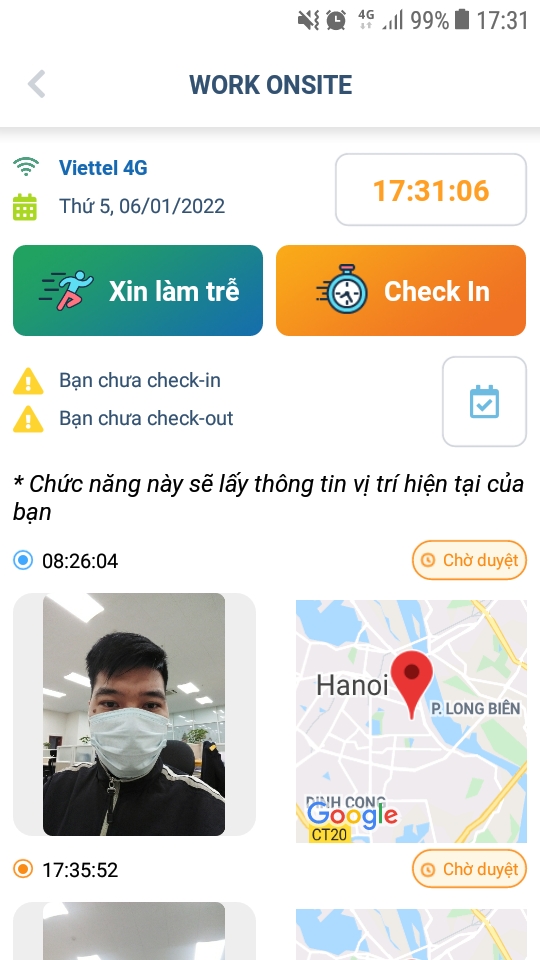 4G 99% 17:31
WORK ONSITE
Viettel 4G
Thứ 5, 06/01/2022
17:31:06
Xin làm trễ
Check In
Bạn chưa check-in
Bạn chưa check-out
* Chức năng này sẽ lấy thông tin vị trí hiện tại của
bạn
08:26:04
Chờ duyệt
Hanoi
P. LONG BIÊN
DINH CONG
Google
CT20
17:35:52
Chờ duyệt